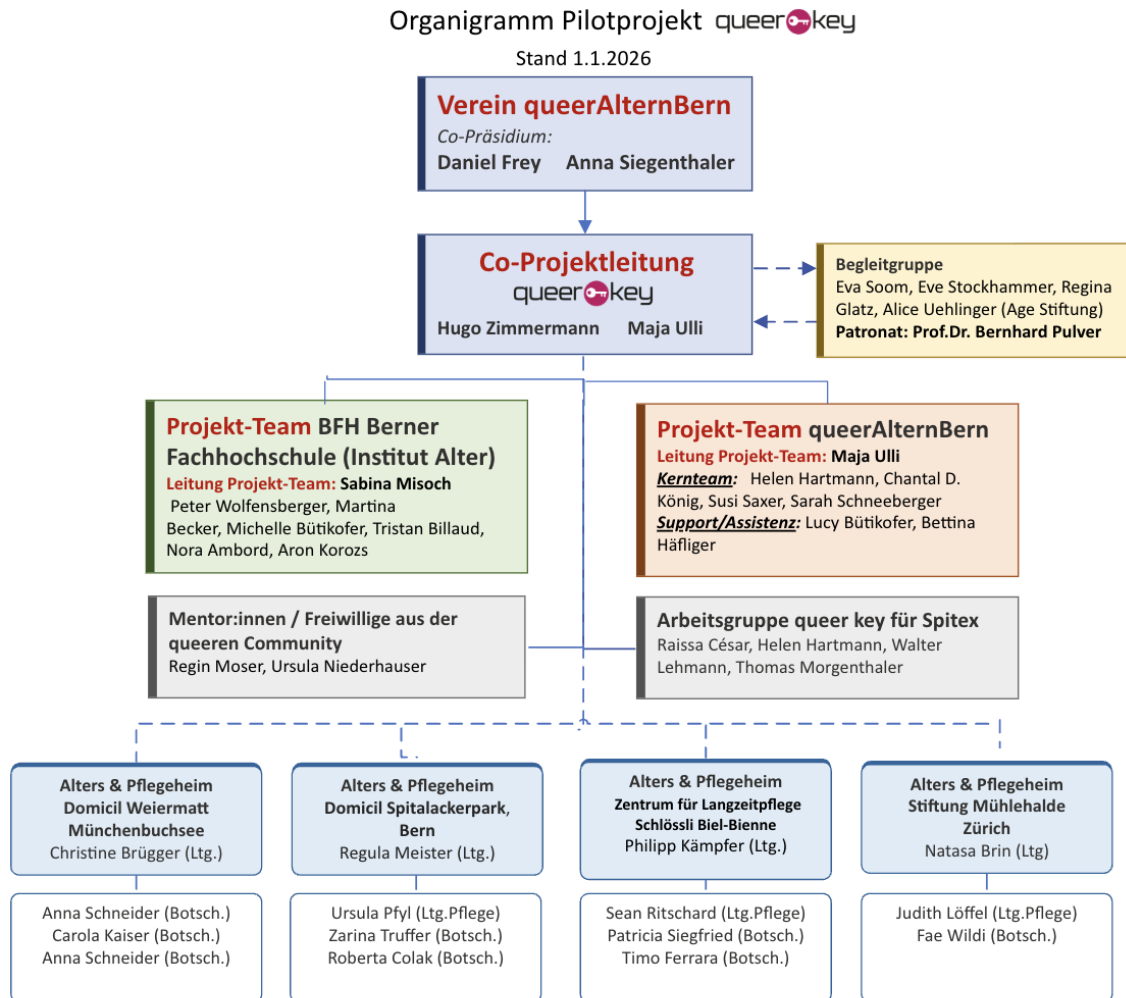 Organigramm Pilotprojekt queer key
Stand 1.1.2026
Verein queerAlternBern
Co-Präsidium:
Daniel Frey Anna Siegenthaler
Co-Projektleitung
queer key
Hugo Zimmermann Maja Ulli
Begleitgruppe
Eva Soom, Eve Stockhammer, Regina
Glatz, Alice Uehlinger (Age Stiftung)
Patronat: Prof.Dr. Bernhard Pulver
Projekt-Team BFH Berner
Fachhochschule (Institut Alter)
Leitung Projekt-Team: Sabina Misoch
Peter Wolfensberger, Martina
Becker, Michelle Bütikofer, Tristan Billaud,
Nora Ambord, Aron Korozs
Projekt-Team queerAlternBern
Leitung Projekt-Team: Maja Ulli
Kernteam: Helen Hartmann, Chantal D.
König, Susi Saxer, Sarah Schneeberger
Support/Assistenz: Lucy Bütikofer, Bettina
Häfliger
Mentor:innen / Freiwillige aus der
queeren Community
Regin Moser, Ursula Niederhauser
Arbeitsgruppe queer key für Spitex
Raissa César, Helen Hartmann, Walter
Lehmann, Thomas Morgenthaler
Alters & Pflegeheim
Domicil Weiermatt
Münchenbuchsee
Christine Brügger (Ltg.)
Anna Schneider (Botsch.)
Carola Kaiser (Botsch.)
Anna Schneider (Botsch.)
Alters & Pflegeheim
Domicil Spitalackerpark,
Bern
Regula Meister (Ltg.)
Ursula Pfyl (Ltg.Pflege)
Zarina Truffer (Botsch.)
Roberta Colak (Botsch.)
Alters & Pflegeheim
Zentrum für Langzeitpflege
Schlössli Biel-Bienne
Philipp Kämpfer (Ltg.)
Sean Ritschard (Ltg.Pflege)
Patricia Siegfried (Botsch.)
Timo Ferrara (Botsch.)
Alters & Pflegeheim
Stiftung Mühlehalde
Zürich
Natasa Brin (Ltg)
Judith Löffel (Ltg.Pflege)
Fae Wildi (Botsch.)